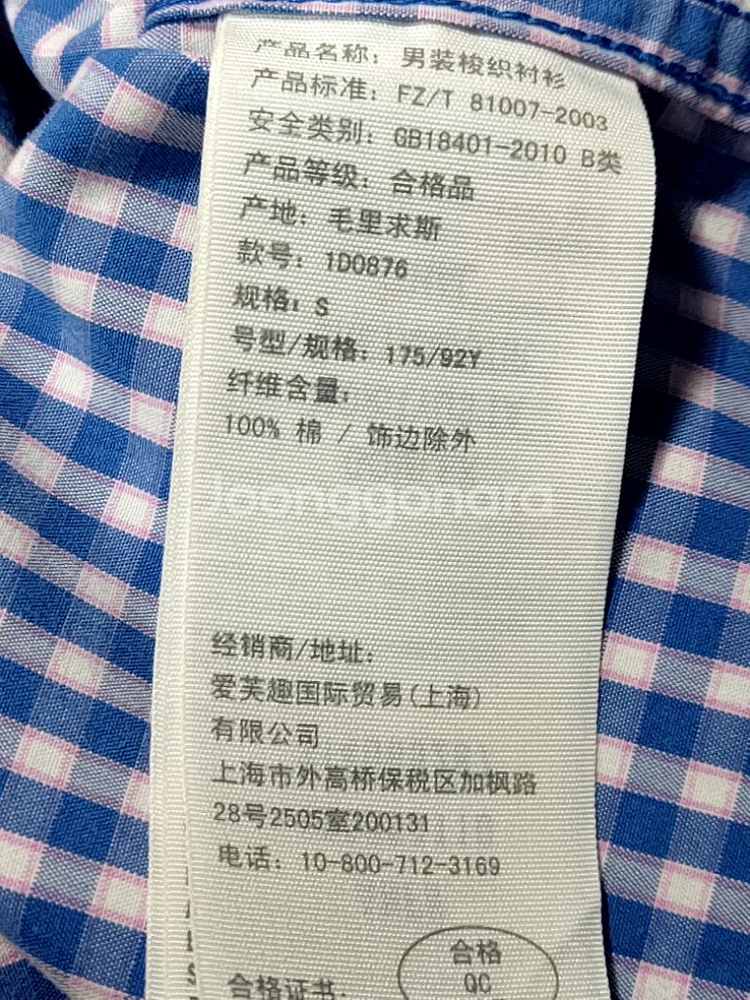 产品名称：男装梭织衬衫
产品标准：FZ/T 81007-2003
安全类别：GB18401-2010 B类
产品等级：合格品
产地：毛里求斯
款号：1D0876
规格：S
号型/规格：175/92Y
纤维含量：
100% 棉 / 饰边除外
Joonggonara
经销商/地址：
爱芙趣国际贸易(上海)
有限公司
上海市外高桥保税区加枫路
28号2505室200131
电话：10-800-712-3169
合格
QC
合格证书：